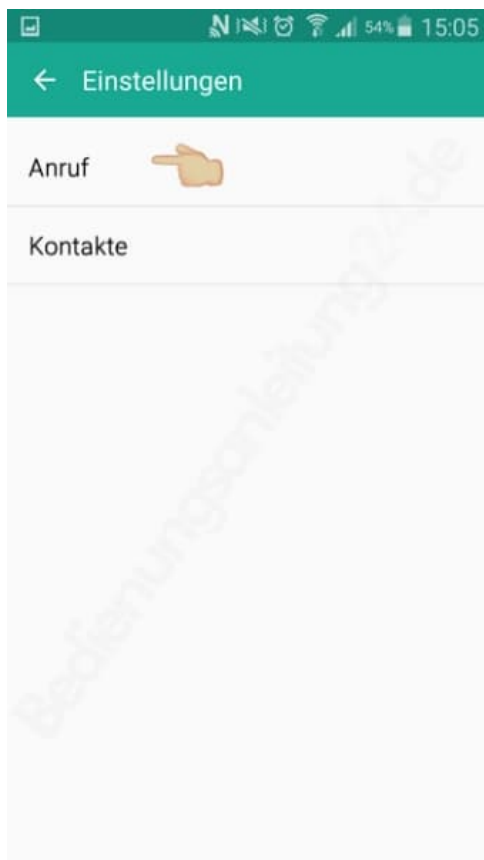 54% 15:05
Einstellungen
Anruf
Kontakte
Bedienungsanleitung24.de